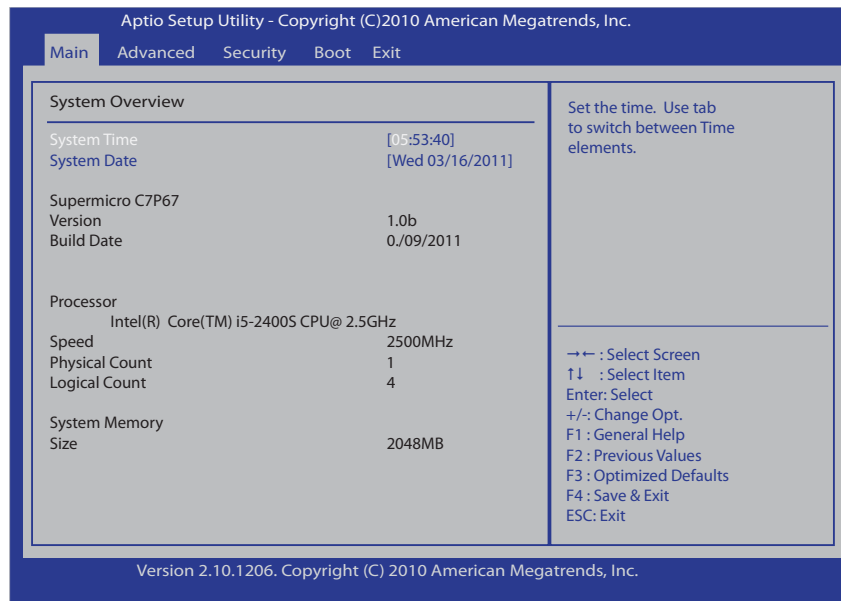 Aptio Setup Utility - Copyright (C)2010 American Megatrends, Inc.
Main Advanced Security Boot Exit
System Overview
System Time [05:53:40]
System Date [Wed 03/16/2011]
Supermicro C7P67
Version 1.0b
Build Date 0./09/2011
Processor
Intel(R) Core(TM) i5-2400S CPU@ 2.5GHz
Speed 2500MHz
Physical Count 1
Logical Count 4
System Memory
Size 2048MB
Set the time. Use tab
to switch between Time
elements.
→← : Select Screen
↑↓ : Select Item
Enter: Select
+/-: Change Opt.
F1 : General Help
F2 : Previous Values
F3 : Optimized Defaults
F4 : Save & Exit
ESC: Exit
Version 2.10.1206. Copyright (C) 2010 American Megatrends, Inc.